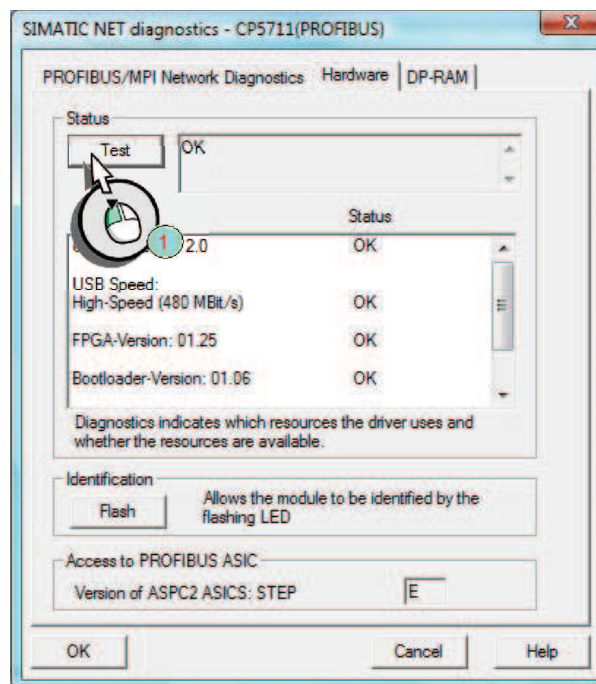 SIMATIC NET diagnostics - CP5711(PROFIBUS)
PROFIBUS/MPI Network Diagnostics Hardware DP-RAM
Status
Test OK
Status
1 2.0 OK
USB Speed:
High-Speed (480 MBit/s) OK
FPGA-Version: 01.25 OK
Bootloader-Version: 01.06 OK
Diagnostics indicates which resources the driver uses and
whether the resources are available.
Identification
Flash Allows the module to be identified by the
flashing LED
Access to PROFIBUS ASIC
Version of ASPC2 ASICS: STEP E
OK Cancel Help